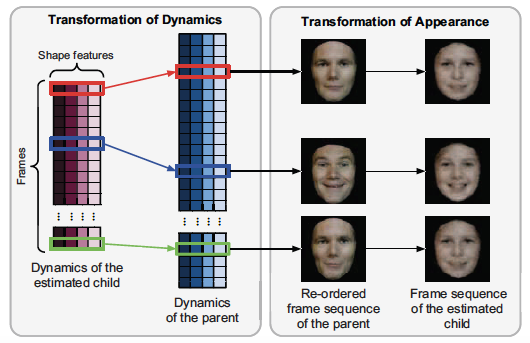 Transformation of Dynamics
Transformation of Appearance
Shape features
Frames
Dynamics of the
estimated child
Dynamics
of the parent
Re-ordered
frame sequence
of the parent
Frame sequence
of the estimated
child